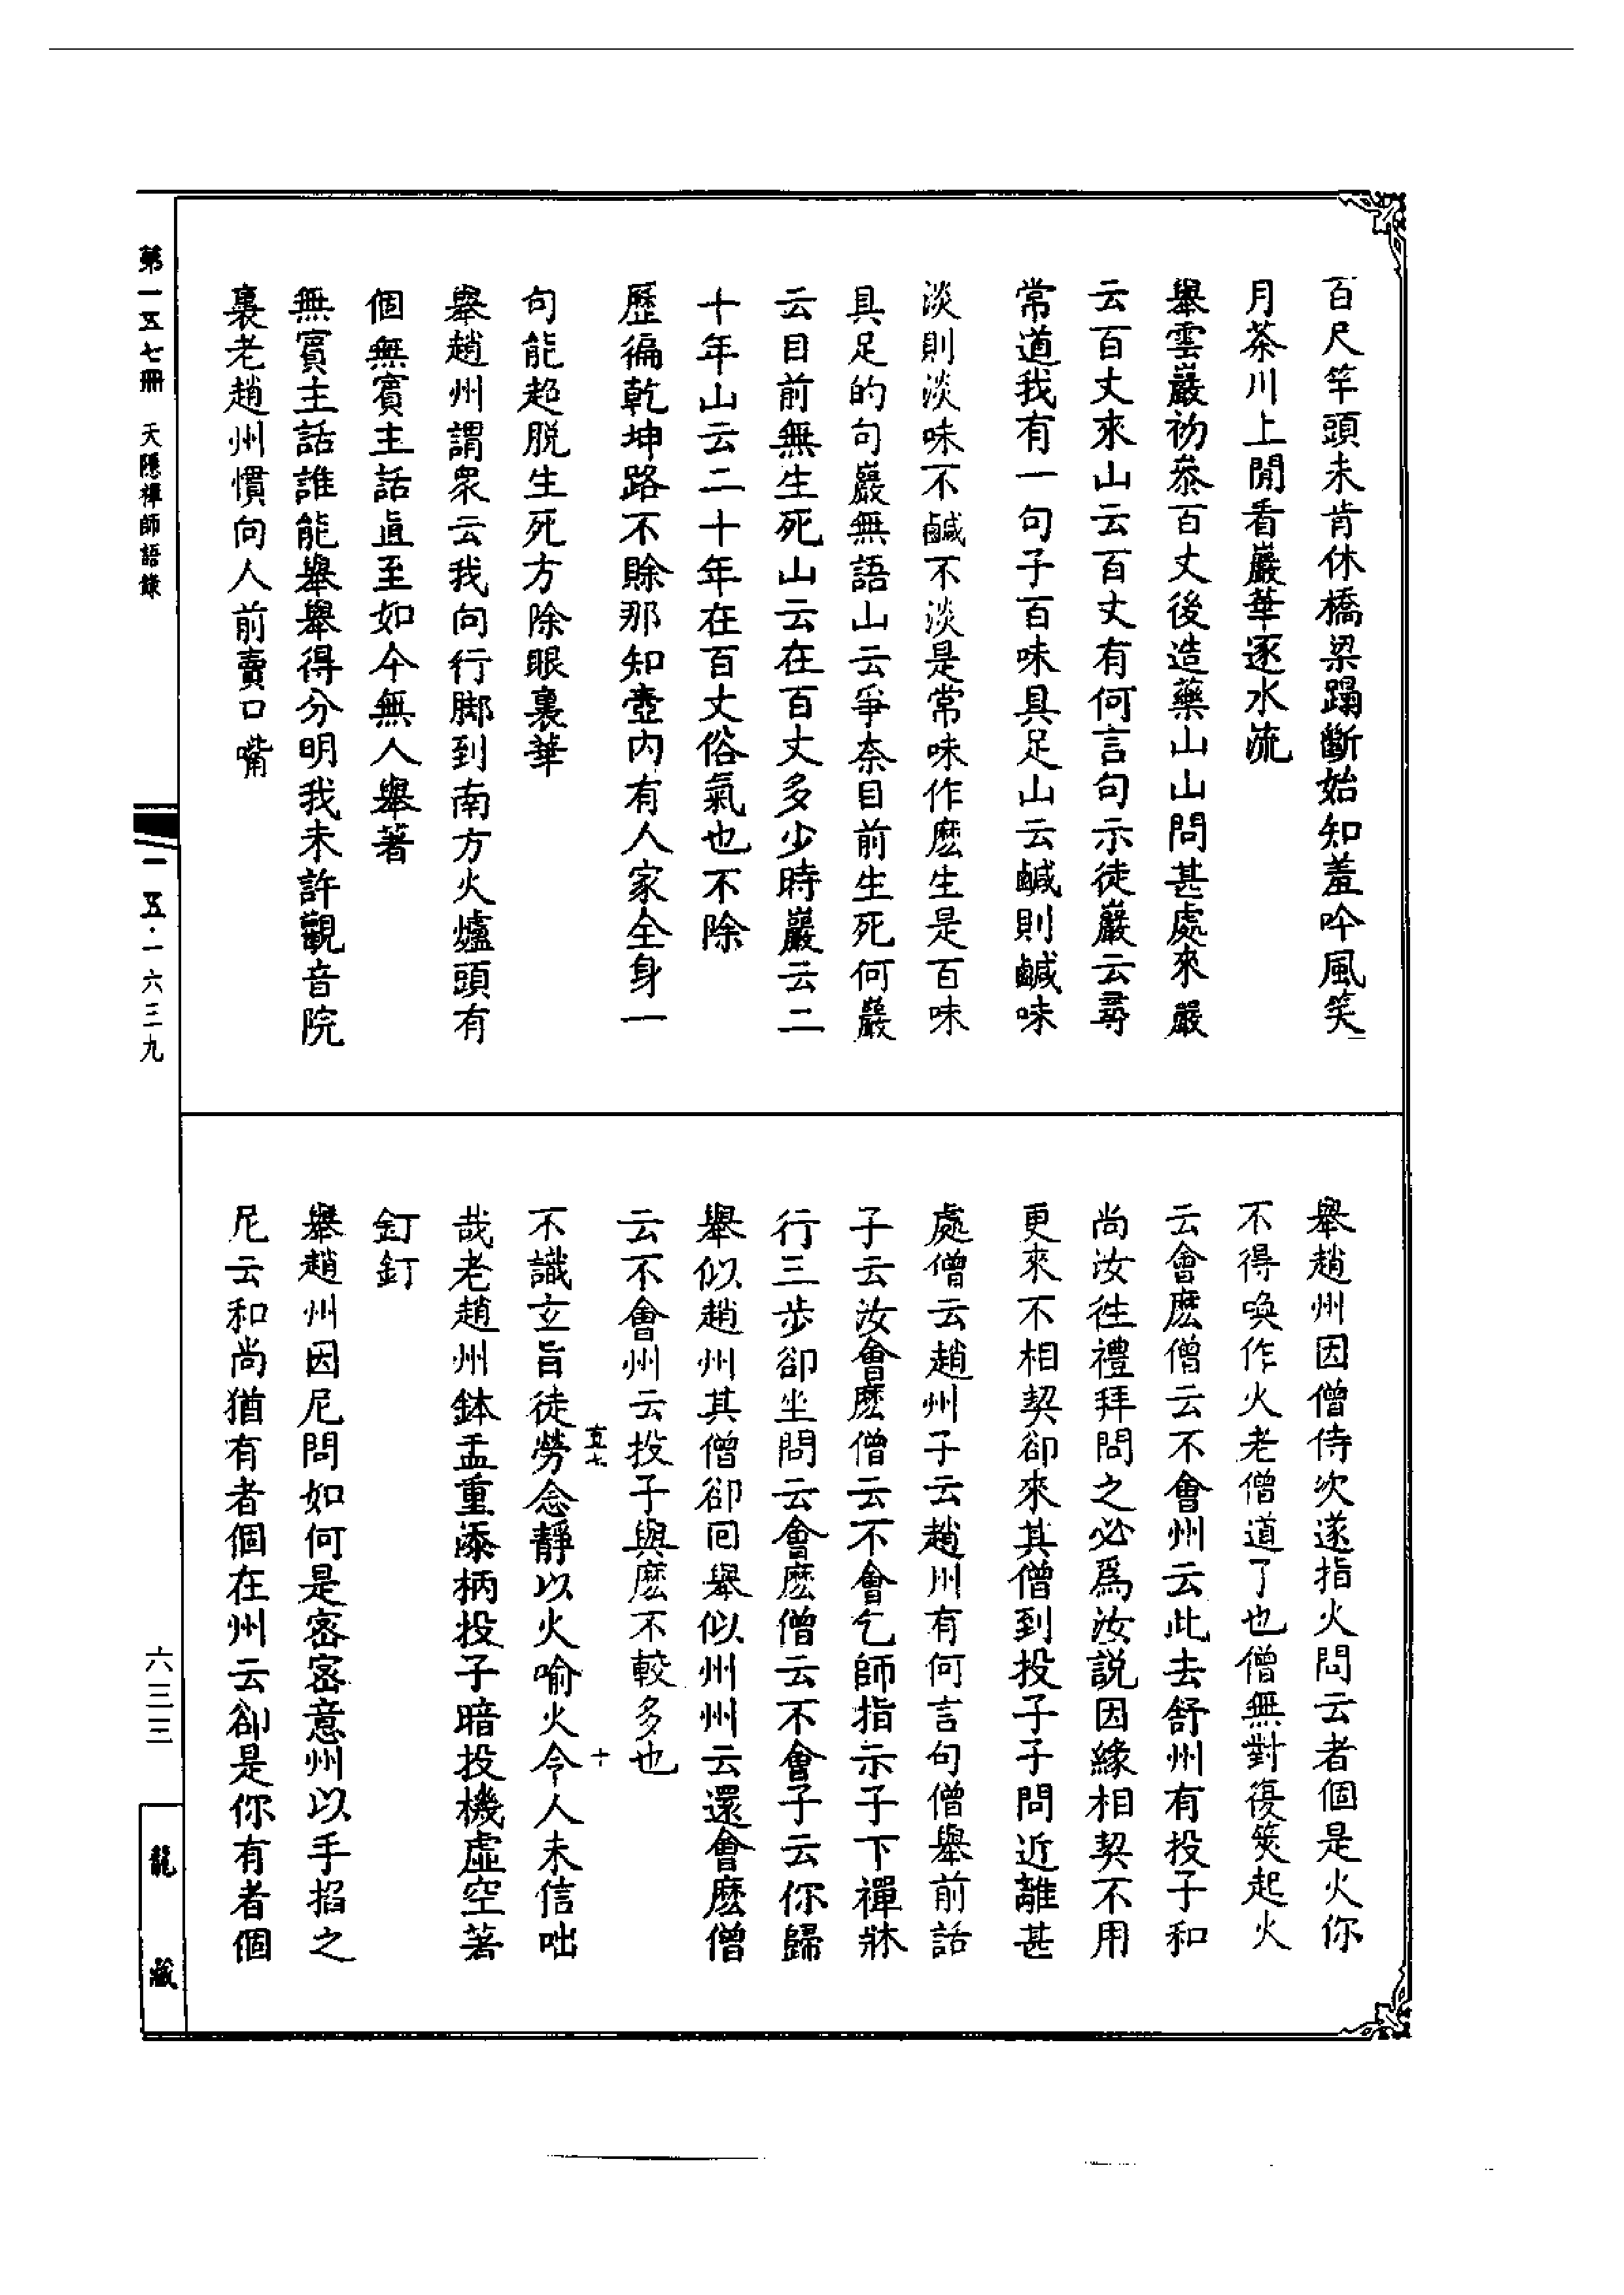 百尺竿頭未肯休橋梁蹋斷始知羞吟風笑
月茶川上閒看巖華逐水流
舉雲巖初叅百丈後造藥山山問甚處來巖
云百丈來山云百丈有何言句示徒巖云尋
常道我有一句子百味具足山云鹹則鹹味
淡則淡味不鹹不淡是常味作麽生是百味
具足的句巖無語山云爭奈目前生死何巖
云目前無生死山云在百丈多少時巖云二
十年山云二十年在百丈俗氣也不除
歷徧乾坤路不賒那知壺內有人家全身一
句能超脫生死方除眼裏華
舉趙州謂衆云我向行脚到南方火爐頭有
個無賓主話直至如今無人舉著
無賓主話誰能舉舉得分明我未許觀音院
裏老趙州慣向人前賣口嘴
舉趙州因僧侍次遂指火問云者個是火你
不得喚作火老僧道了也僧無對復筴起火
云會麽僧云不會州云此去舒州有投子和
尚汝徃禮拜問之必爲汝説因緣相契不用
更來不相契卻來其僧到投子子問近離甚
處僧云趙州子云趙州有何言句僧舉前話
子云汝會麽僧云不會乞師指示子下禪牀
行三步卻坐問云會麽僧云不會子云你歸
舉似趙州其僧卻回舉似州州云還會麽僧
云不會州云投子與麽不較多也
不識玄旨徒勞念靜以火喻火令人未信咄
哉老趙州鉢盂重添柄投子暗投機虛空著
釘釘
舉趙州因尼問如何是密密意州以手掐之
尼云和尚猶有者個在州云卻是你有者個
第一五七冊 天隱禪師語錄
一五·一六三九
六三三
龍藏
十